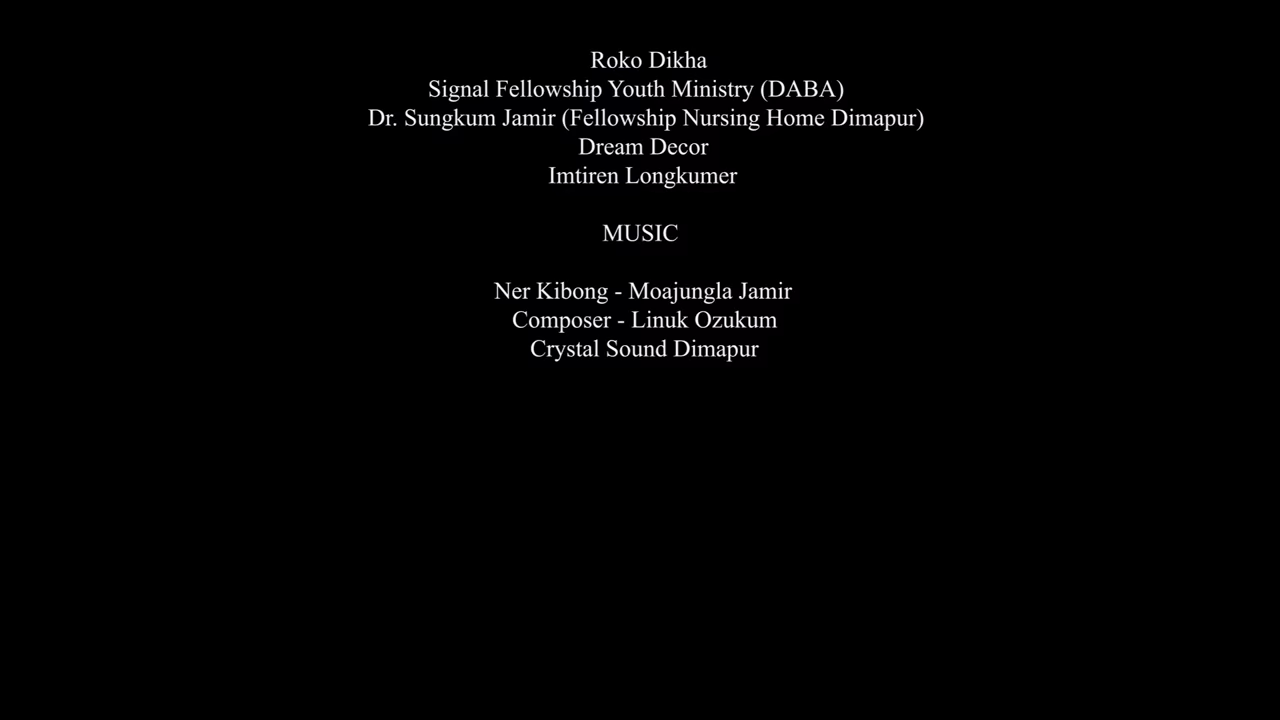 Roko Dikha
Signal Fellowship Youth Ministry (DABA)
Dr. Sungkum Jamir (Fellowship Nursing Home Dimapur)
Dream Decor
Imtiren Longkumer
MUSIC
Ner Kibong - Moajungla Jamir
Composer - Linuk Ozukum
Crystal Sound Dimapur